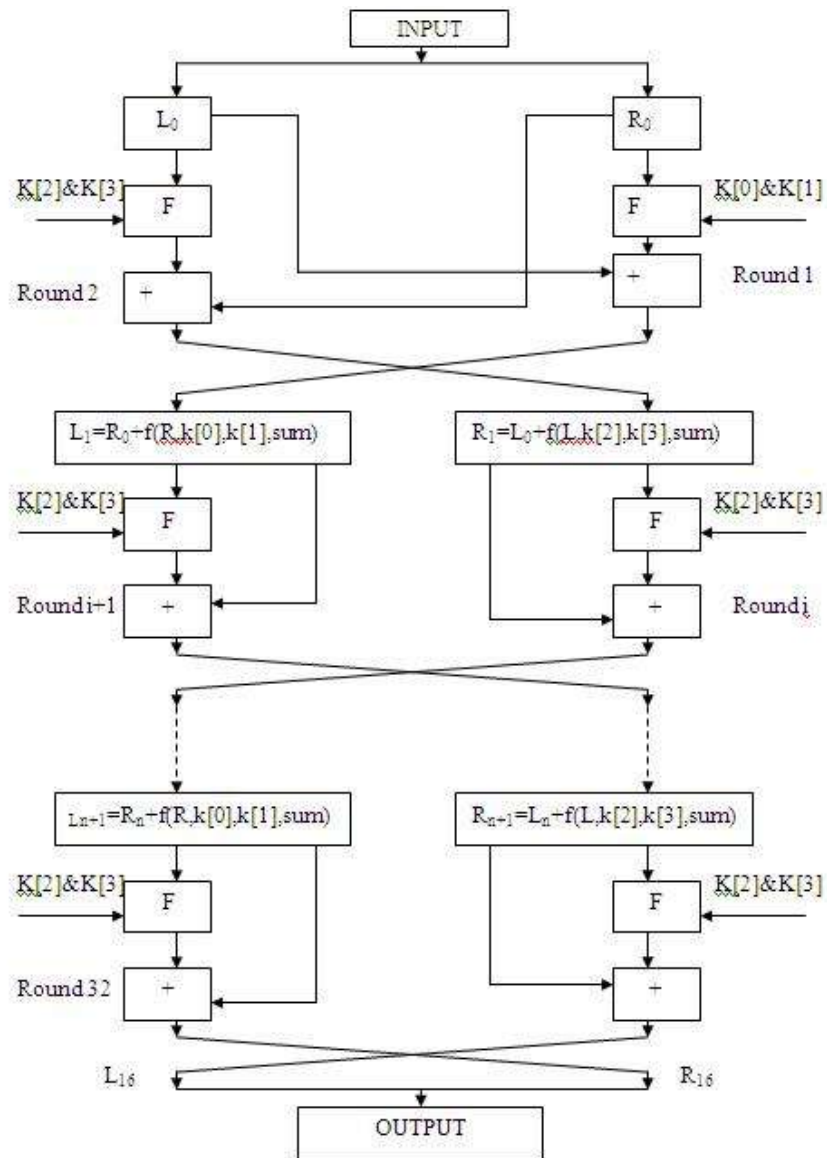 INPUT
L₀
R₀
K[2]&K[3]
F
F
K[0]&K[1]
Round 2
+
+
Round 1
L₁=R₀+f(R,k[0],k[1],sum)
R₁=L₀+f(L,k[2],k[3],sum)
K[2]&K[3]
F
F
K[2]&K[3]
Round i+1
+
+
Round i
Ln+1=Rₙ+f(R,k[0],k[1],sum)
Rₙ₊₁=Lₙ+f(L,k[2],k[3],sum)
K[2]&K[3]
F
F
K[2]&K[3]
Round 32
+
+
L₁₆
R₁₆
OUTPUT